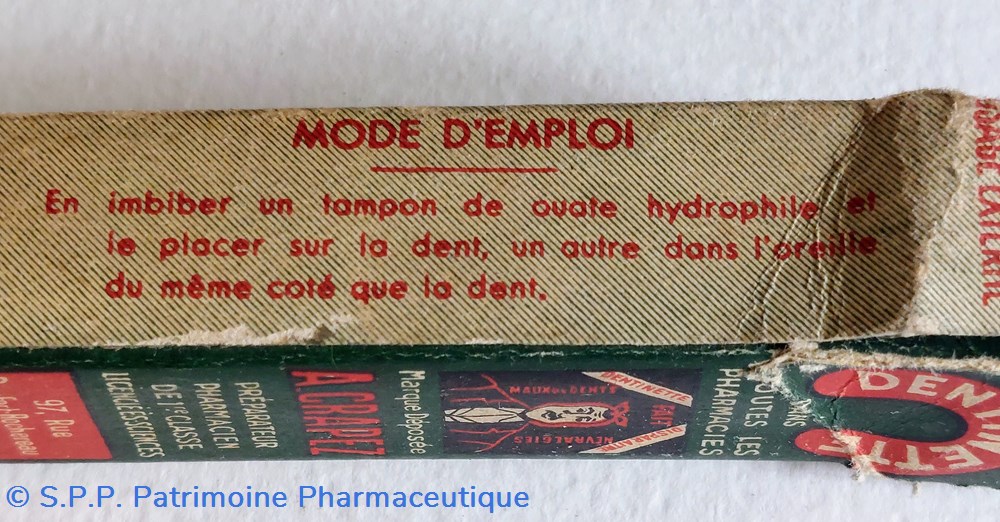 MODE D'EMPLOI
En imbiber un tampon de ouate hydrophile et
le placer sur la dent, un autre dans l'oreille
du même coté que la dent.
97, Rue
PRÉPARATEUR
PHARMACIEN
DE 1re CLASSE
LICENCIÉ ÈS SCIENCES
A. CRAPEZ
Marque Déposée
MAUX DE DENTS
DENTINETTE
FAIT
DISPARAITRE
NÉVRALGIES
DANS
TOUTES LES
PHARMACIES
© S.P.P. Patrimoine Pharmaceutique